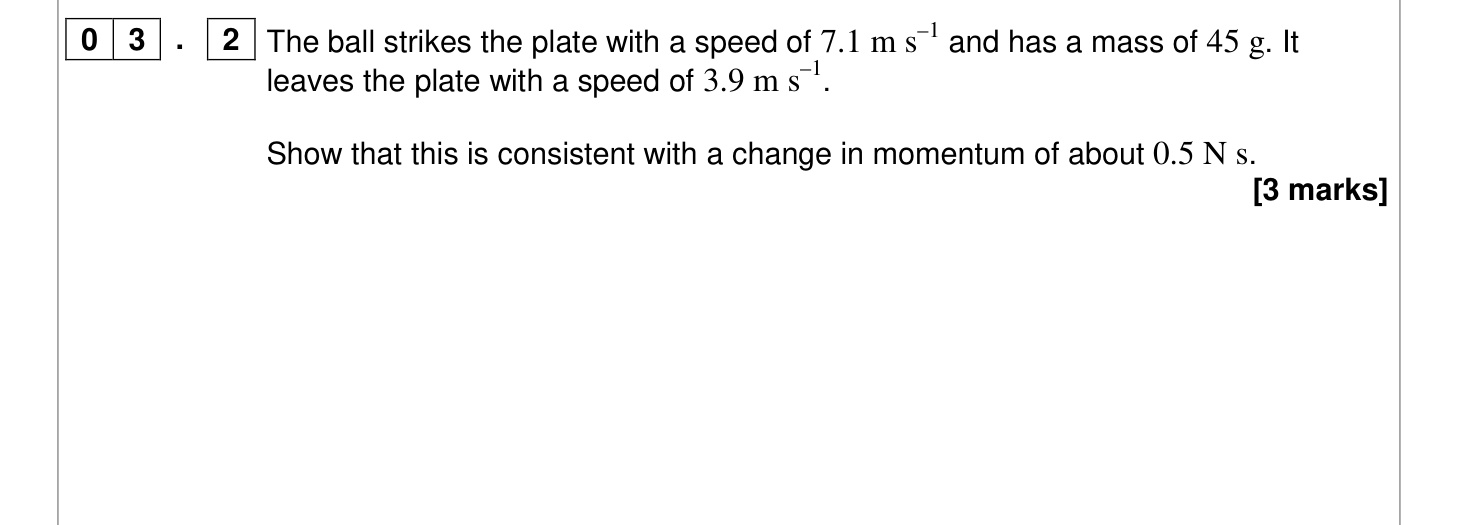 0 3 . 2 The ball strikes the plate with a speed of 7.1 m s⁻¹ and has a mass of 45 g. It
leaves the plate with a speed of 3.9 m s⁻¹.
Show that this is consistent with a change in momentum of about 0.5 N s.
[3 marks]